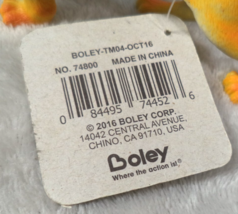 BOLEY-TM04-OCT16
NO. 74800 MADE IN CHINA
0 84495 74452 6
© 2016 BOLEY CORP.
14042 CENTRAL AVENUE,
CHINO, CA 91710, USA
Boley
Where the action is!®